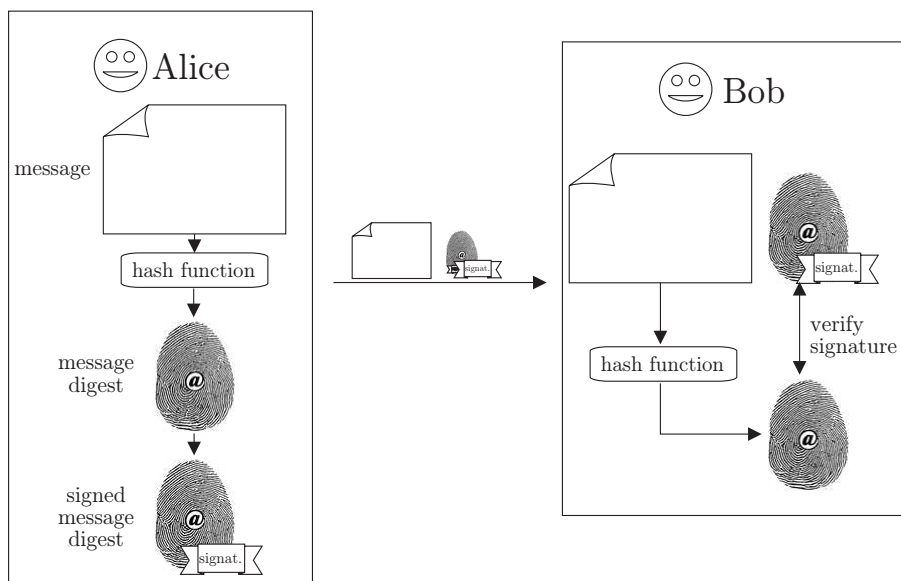 Alice
message
hash function
message
digest
@
signed
message
digest
@
signat.
@
signat.
Bob
@
signat.
verify
signature
hash function
@